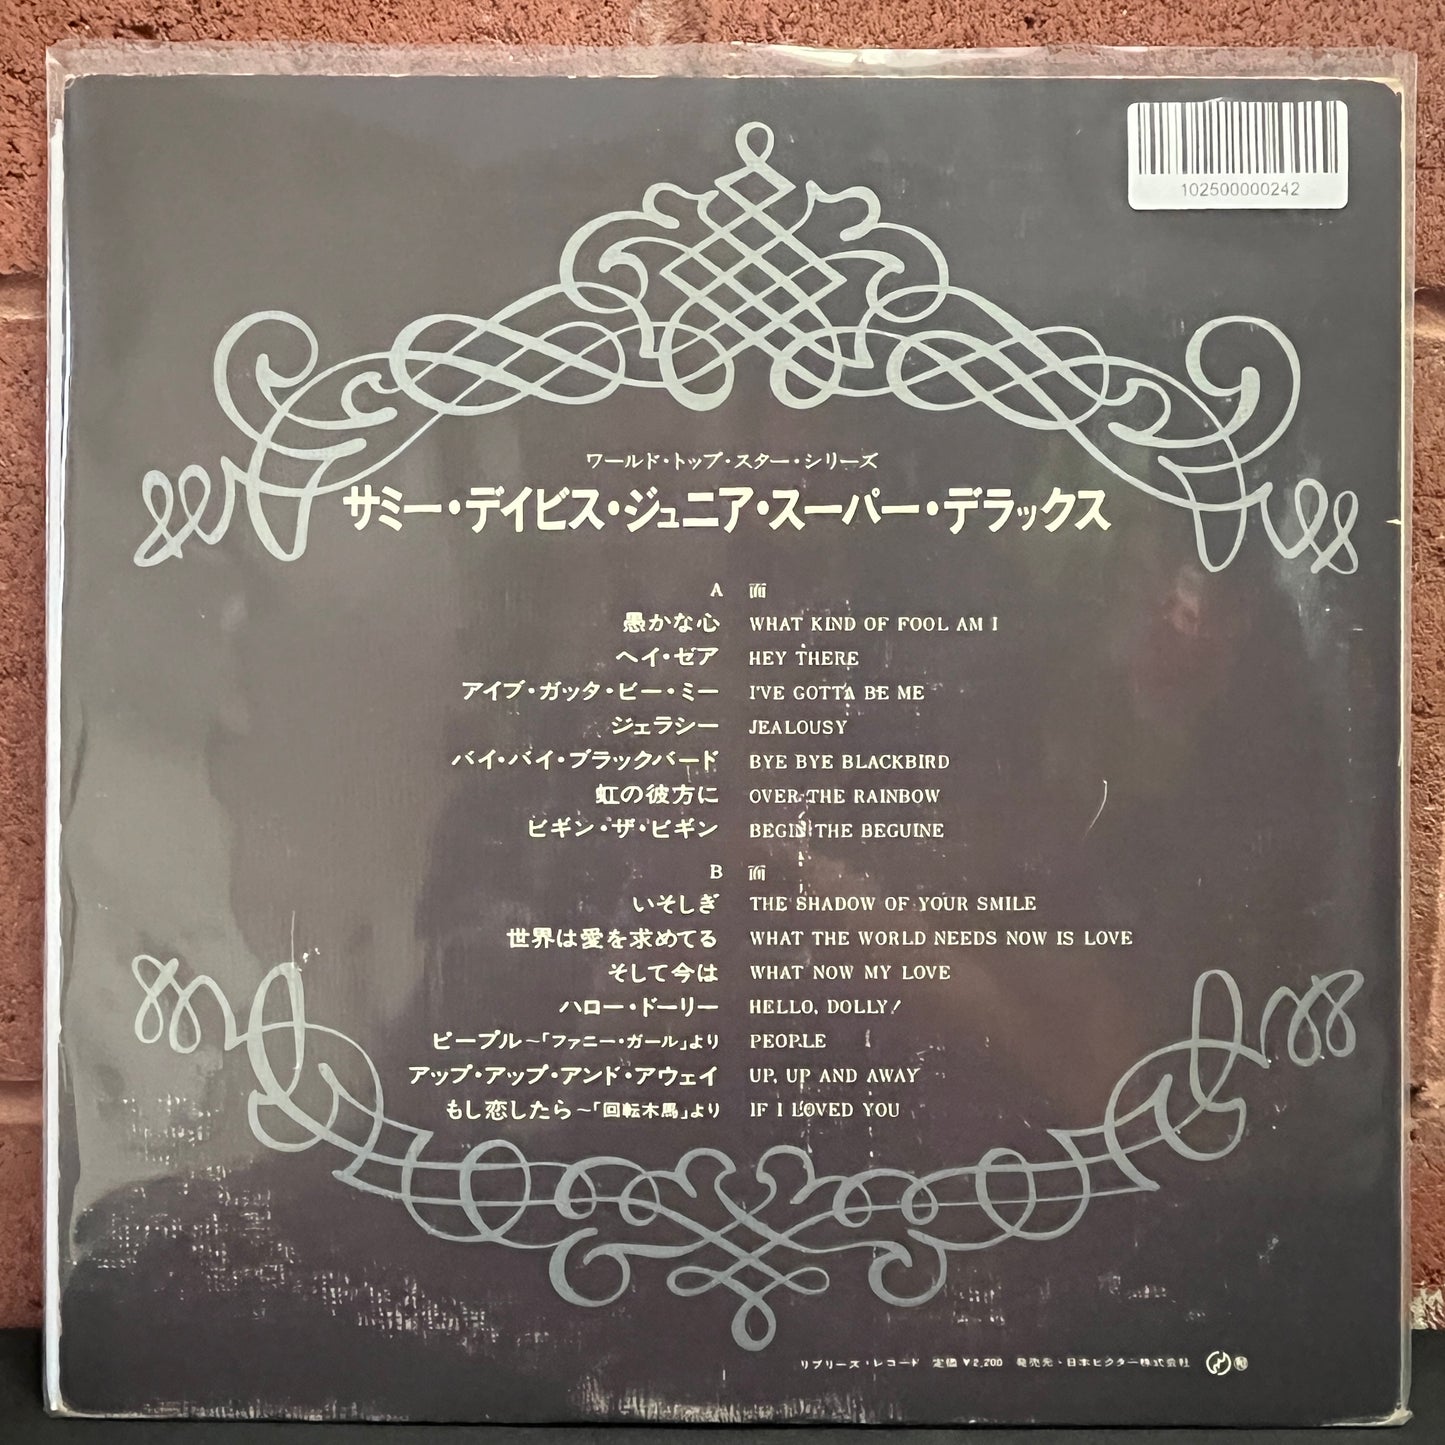 102500000242
ワールド・トップ・スター・シリーズ
サミー・デイビス・ジュニア・スーパー・デラックス
A 面
愚かな心 WHAT KIND OF FOOL AM I
ヘイ・ゼア HEY THERE
アイブ・ガッタ・ビー・ミー I'VE GOTTA BE ME
ジェラシー JEALOUSY
バイ・バイ・ブラックバード BYE BYE BLACKBIRD
虹の彼方に OVER THE RAINBOW
ビギン・ザ・ビギン BEGIN THE BEGUINE
B 面
いそしぎ THE SHADOW OF YOUR SMILE
世界は愛を求めてる WHAT THE WORLD NEEDS NOW IS LOVE
そして今は WHAT NOW MY LOVE
ハロー・ドーリー HELLO, DOLLY!
ピープル〜「ファニー・ガール」より PEOPLE
アップ・アップ・アンド・アウェイ UP, UP AND AWAY
もし恋したら〜「回転木馬」より IF I LOVED YOU
リプリーズ・レコード 定価 ¥2,200 発売元・日本ビクター株式会社